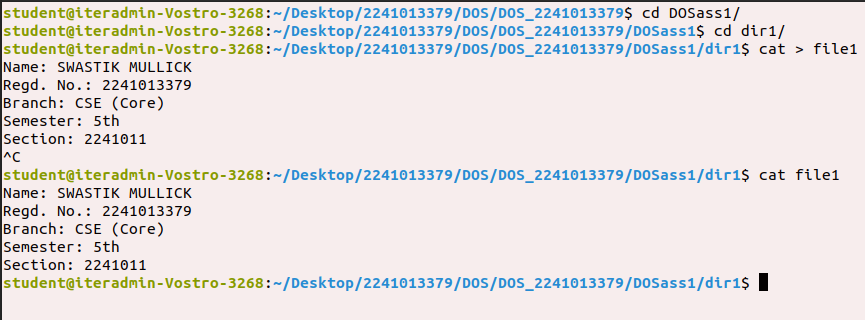 student@iteradmin-Vostro-3268:~/Desktop/2241013379/DOS/DOS_2241013379$ cd DOSass1/
student@iteradmin-Vostro-3268:~/Desktop/2241013379/DOS/DOS_2241013379/DOSass1$ cd dir1/
student@iteradmin-Vostro-3268:~/Desktop/2241013379/DOS/DOS_2241013379/DOSass1/dir1$ cat > file1
Name: SWASTIK MULLICK
Regd. No.: 2241013379
Branch: CSE (Core)
Semester: 5th
Section: 2241011
^C
student@iteradmin-Vostro-3268:~/Desktop/2241013379/DOS/DOS_2241013379/DOSass1/dir1$ cat file1
Name: SWASTIK MULLICK
Regd. No.: 2241013379
Branch: CSE (Core)
Semester: 5th
Section: 2241011
student@iteradmin-Vostro-3268:~/Desktop/2241013379/DOS/DOS_2241013379/DOSass1/dir1$